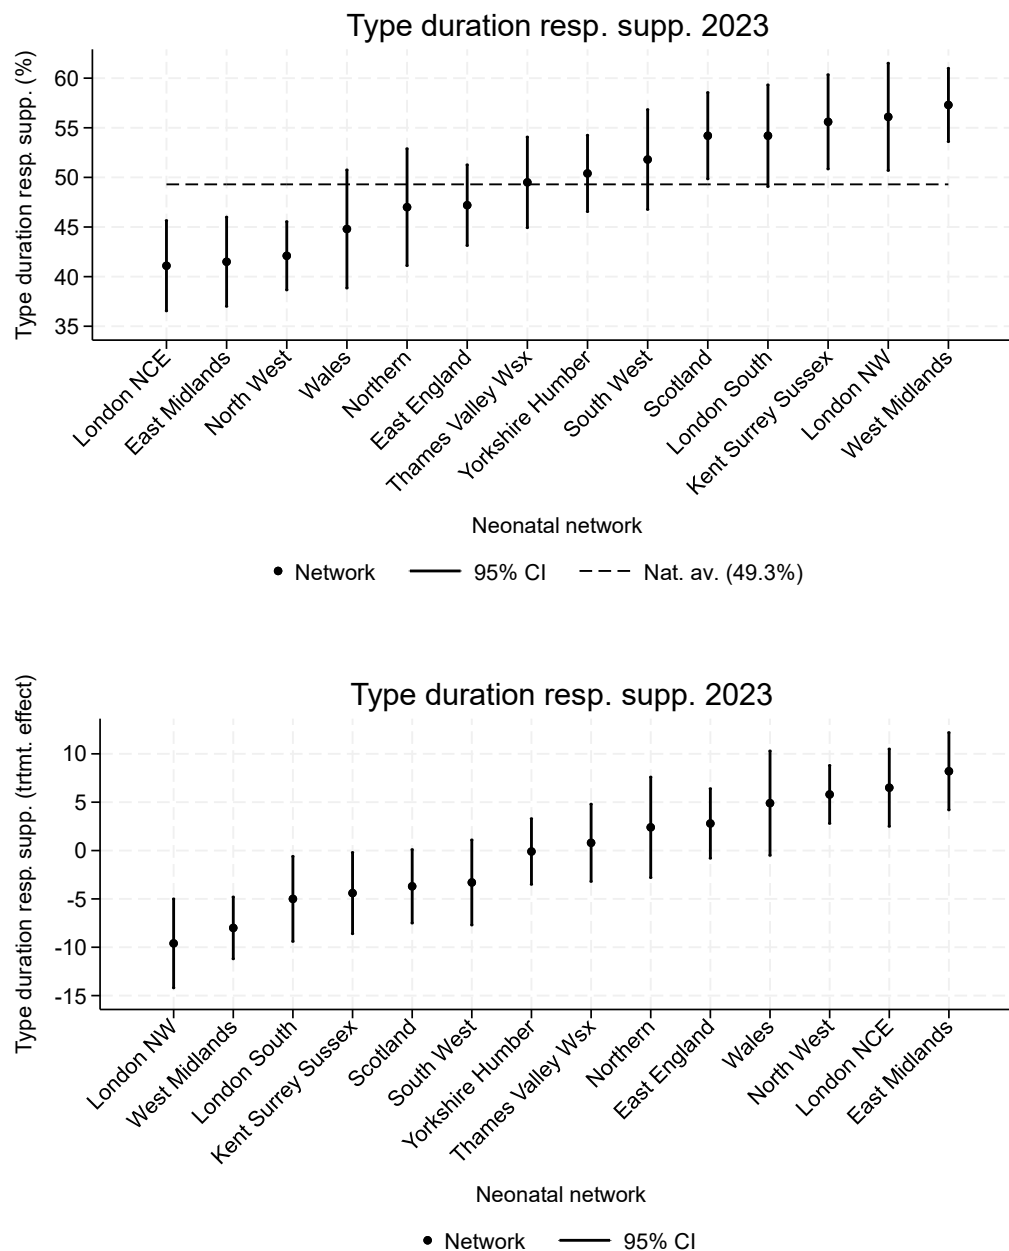 Type duration resp. supp. 2023
Type duration resp. supp. (%)
60
55
50
45
40
35
London NCE
East Midlands
North West
Wales
Northern
East England
Thames Valley Wsx
Yorkshire Humber
South West
Scotland
London South
Kent Surrey Sussex
London NW
West Midlands
Neonatal network
Network 95% CI Nat. av. (49.3%)
Type duration resp. supp. 2023
Type duration resp. supp. (trtmt. effect)
10
5
0
-5
-10
-15
London NW
West Midlands
London South
Kent Surrey Sussex
Scotland
South West
Yorkshire Humber
Thames Valley Wsx
Northern
East England
Wales
North West
London NCE
East Midlands
Neonatal network
Network 95% CI